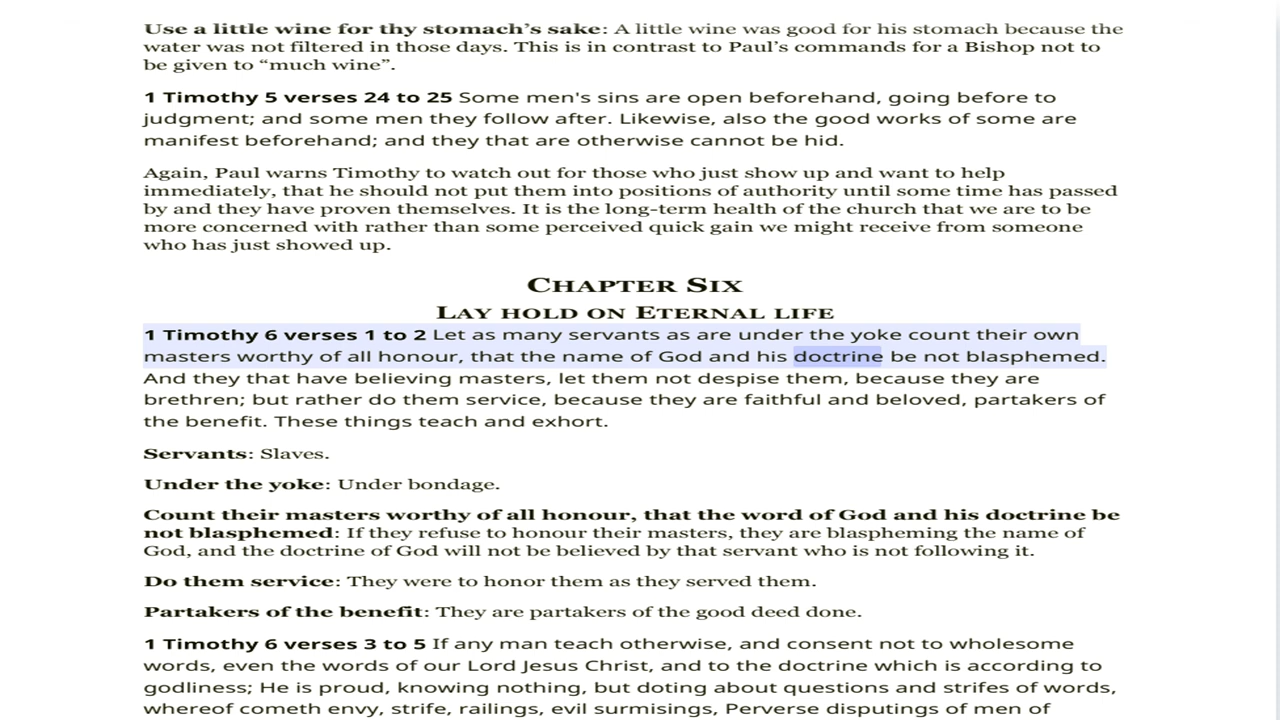 Use a little wine for thy stomach’s sake: A little wine was good for his stomach because the
water was not filtered in those days. This is in contrast to Paul’s commands for a Bishop not to
be given to “much wine”.
1 Timothy 5 verses 24 to 25 Some men's sins are open beforehand, going before to
judgment; and some men they follow after. Likewise, also the good works of some are
manifest beforehand; and they that are otherwise cannot be hid.
Again, Paul warns Timothy to watch out for those who just show up and want to help
immediately, that he should not put them into positions of authority until some time has passed
by and they have proven themselves. It is the long-term health of the church that we are to be
more concerned with rather than some perceived quick gain we might receive from someone
who has just showed up.
Chapter Six
Lay hold on Eternal life
1 Timothy 6 verses 1 to 2 Let as many servants as are under the yoke count their own
masters worthy of all honour, that the name of God and his doctrine be not blasphemed.
And they that have believing masters, let them not despise them, because they are
brethren; but rather do them service, because they are faithful and beloved, partakers of
the benefit. These things teach and exhort.
Servants: Slaves.
Under the yoke: Under bondage.
Count their masters worthy of all honour, that the word of God and his doctrine be
not blasphemed: If they refuse to honour their masters, they are blaspheming the name of
God, and the doctrine of God will not be believed by that servant who is not following it.
Do them service: They were to honor them as they served them.
Partakers of the benefit: They are partakers of the good deed done.
1 Timothy 6 verses 3 to 5 If any man teach otherwise, and consent not to wholesome
words, even the words of our Lord Jesus Christ, and to the doctrine which is according to
godliness; He is proud, knowing nothing, but doting about questions and strifes of words,
whereof cometh envy, strife, railings, evil surmisings, Perverse disputings of men of